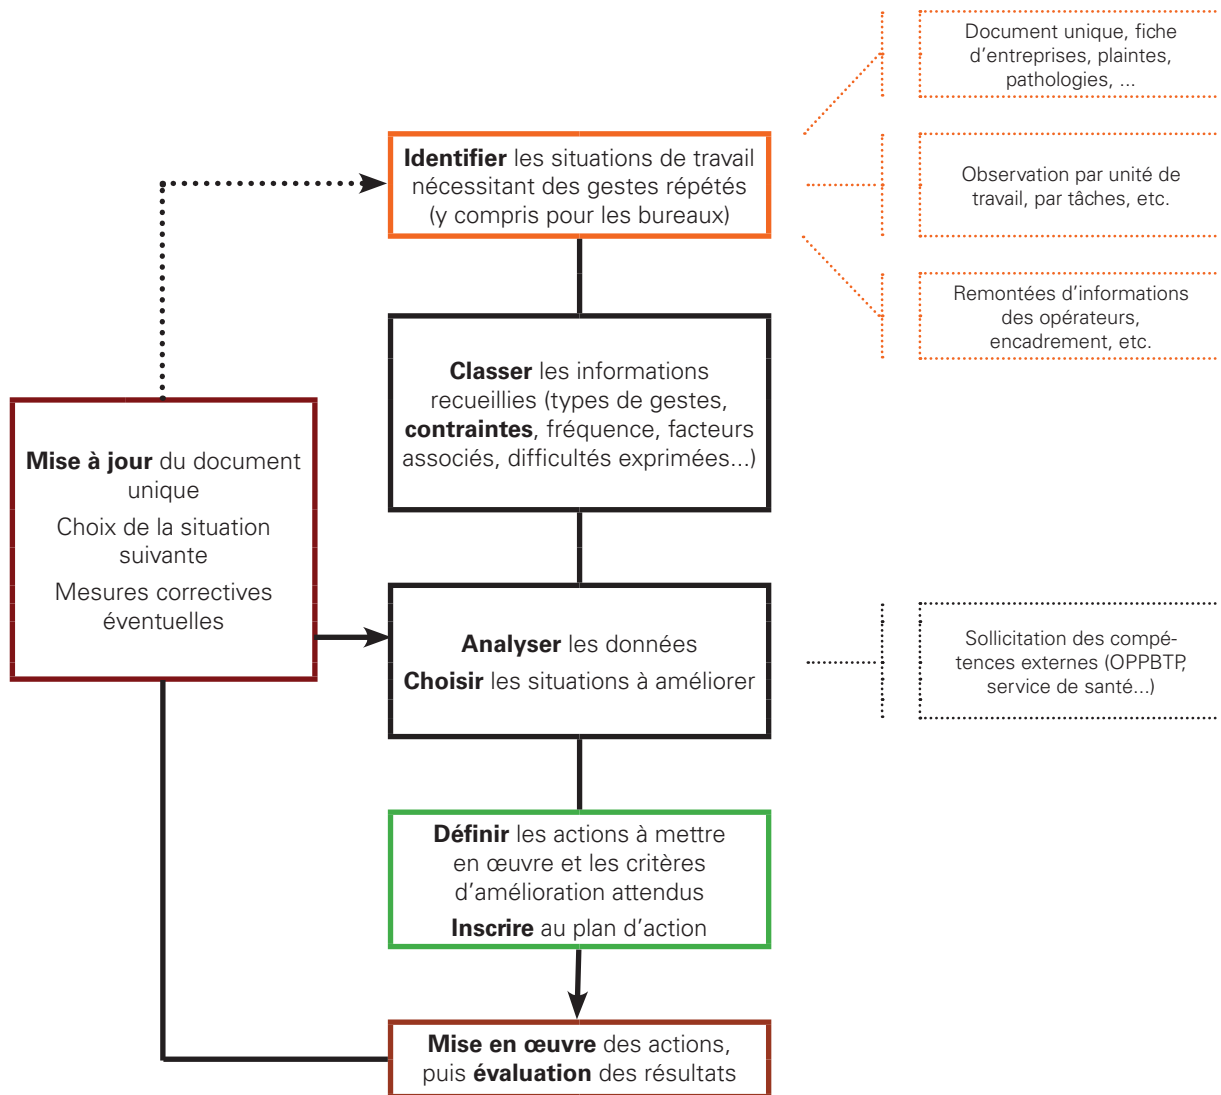 Document unique, fiche
d’entreprises, plaintes,
pathologies, ...
Identifier les situations de travail
nécessitant des gestes répétés
(y compris pour les bureaux)
Observation par unité de
travail, par tâches, etc.
Remontées d’informations
des opérateurs,
encadrement, etc.
Classer les informations
recueillies (types de gestes,
contraintes, fréquence, facteurs
associés, difficultés exprimées...)
Mise à jour du document
unique
Choix de la situation
suivante
Mesures correctives
éventuelles
Analyser les données
Choisir les situations à améliorer
Sollicitation des compé-
tences externes (OPPBTP,
service de santé...)
Définir les actions à mettre
en œuvre et les critères
d’amélioration attendus
Inscrire au plan d’action
Mise en œuvre des actions,
puis évaluation des résultats